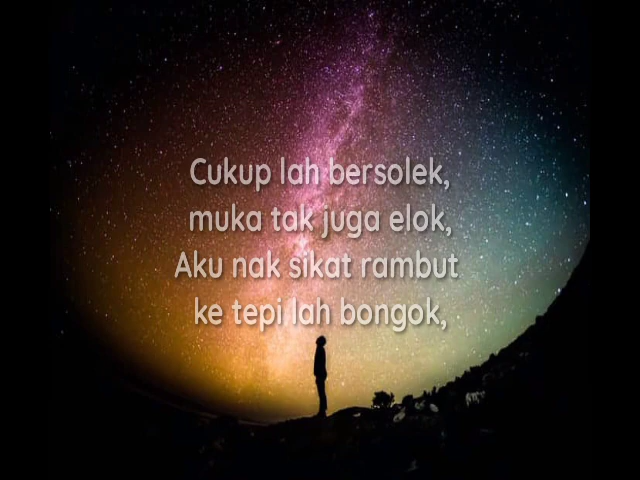 Cukup lah bersolek,
muka tak juga elok,
Aku nak sikat rambut
ke tepi lah bongok,